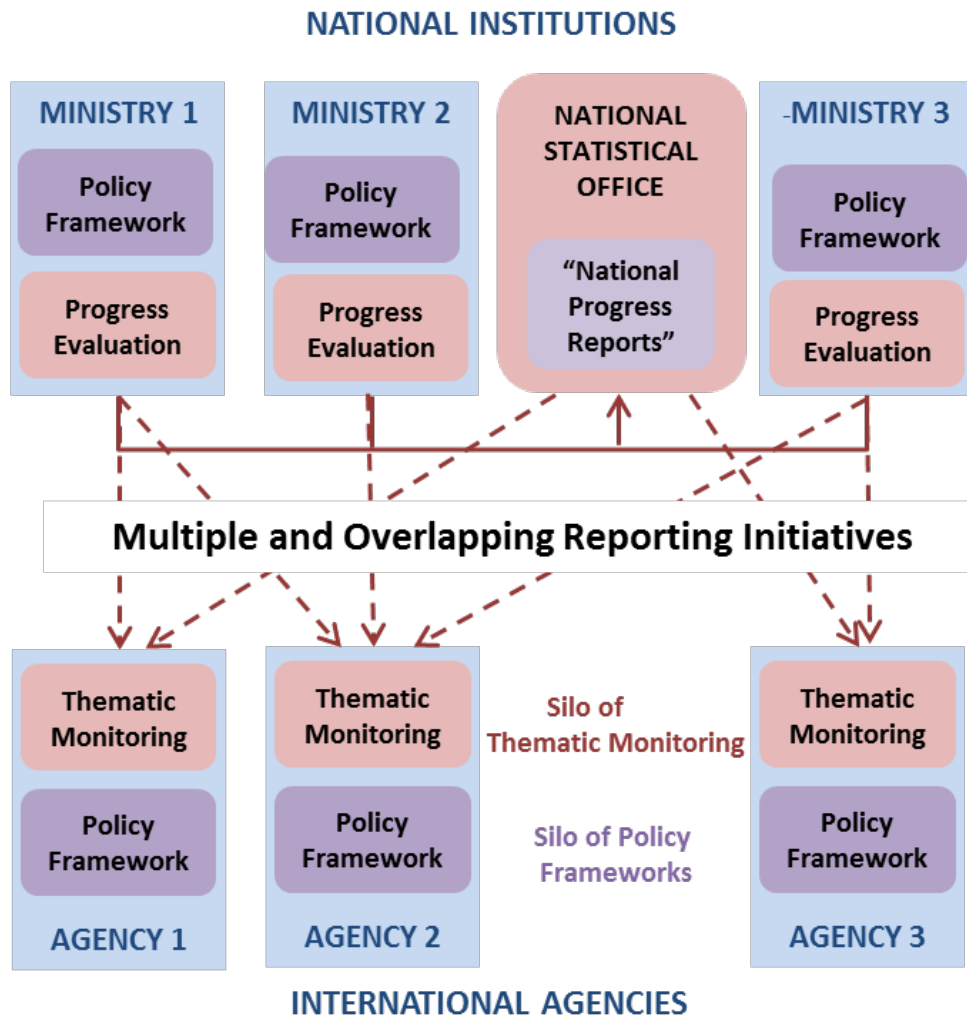 NATIONAL INSTITUTIONS
MINISTRY 1
Policy
Framework
Progress
Evaluation
MINISTRY 2
Policy
Framework
Progress
Evaluation
NATIONAL
STATISTICAL
OFFICE
“National
Progress
Reports”
-MINISTRY 3
Policy
Framework
Progress
Evaluation
Multiple and Overlapping Reporting Initiatives
Thematic
Monitoring
Policy
Framework
AGENCY 1
Thematic
Monitoring
Policy
Framework
AGENCY 2
Silo of
Thematic Monitoring
Silo of Policy
Frameworks
Thematic
Monitoring
Policy
Framework
AGENCY 3
INTERNATIONAL AGENCIES